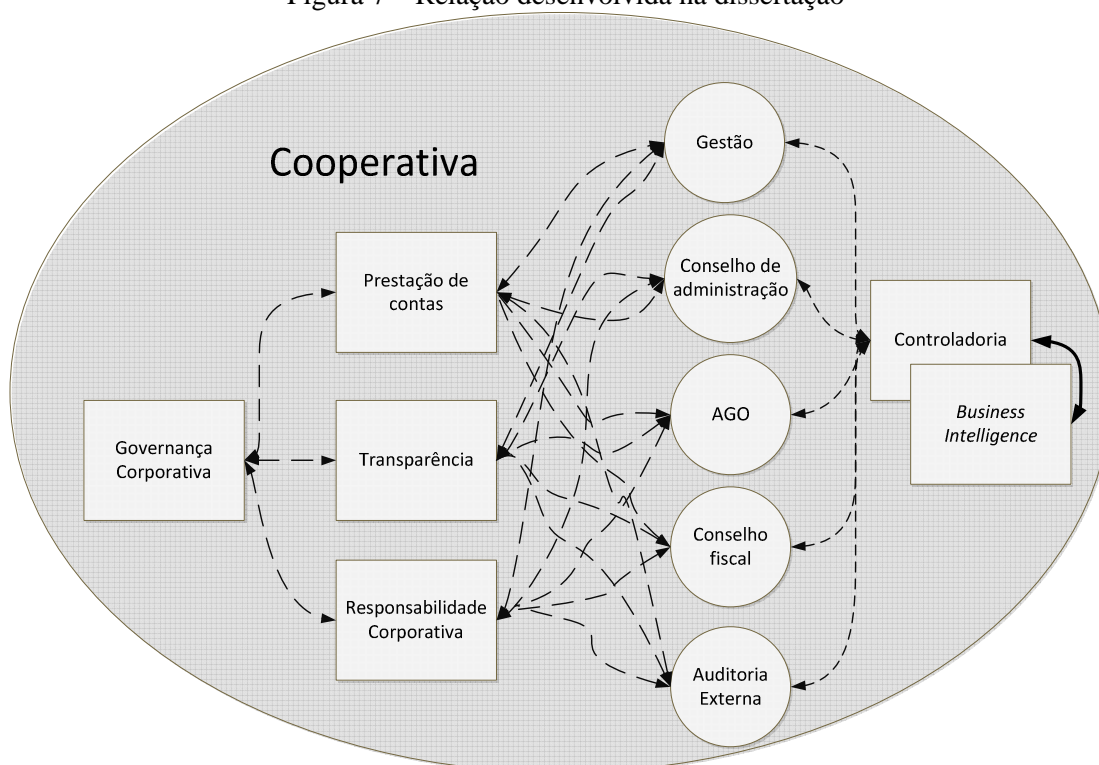 Figura 7 – Relação desenvolvida na dissertação
Cooperativa
Gestão
Prestação de
contas
Conselho de
administração
Controladoria
Business
Intelligence
AGO
Governança
Corporativa
Transparência
Conselho
fiscal
Responsabilidade
Corporativa
Auditoria
Externa